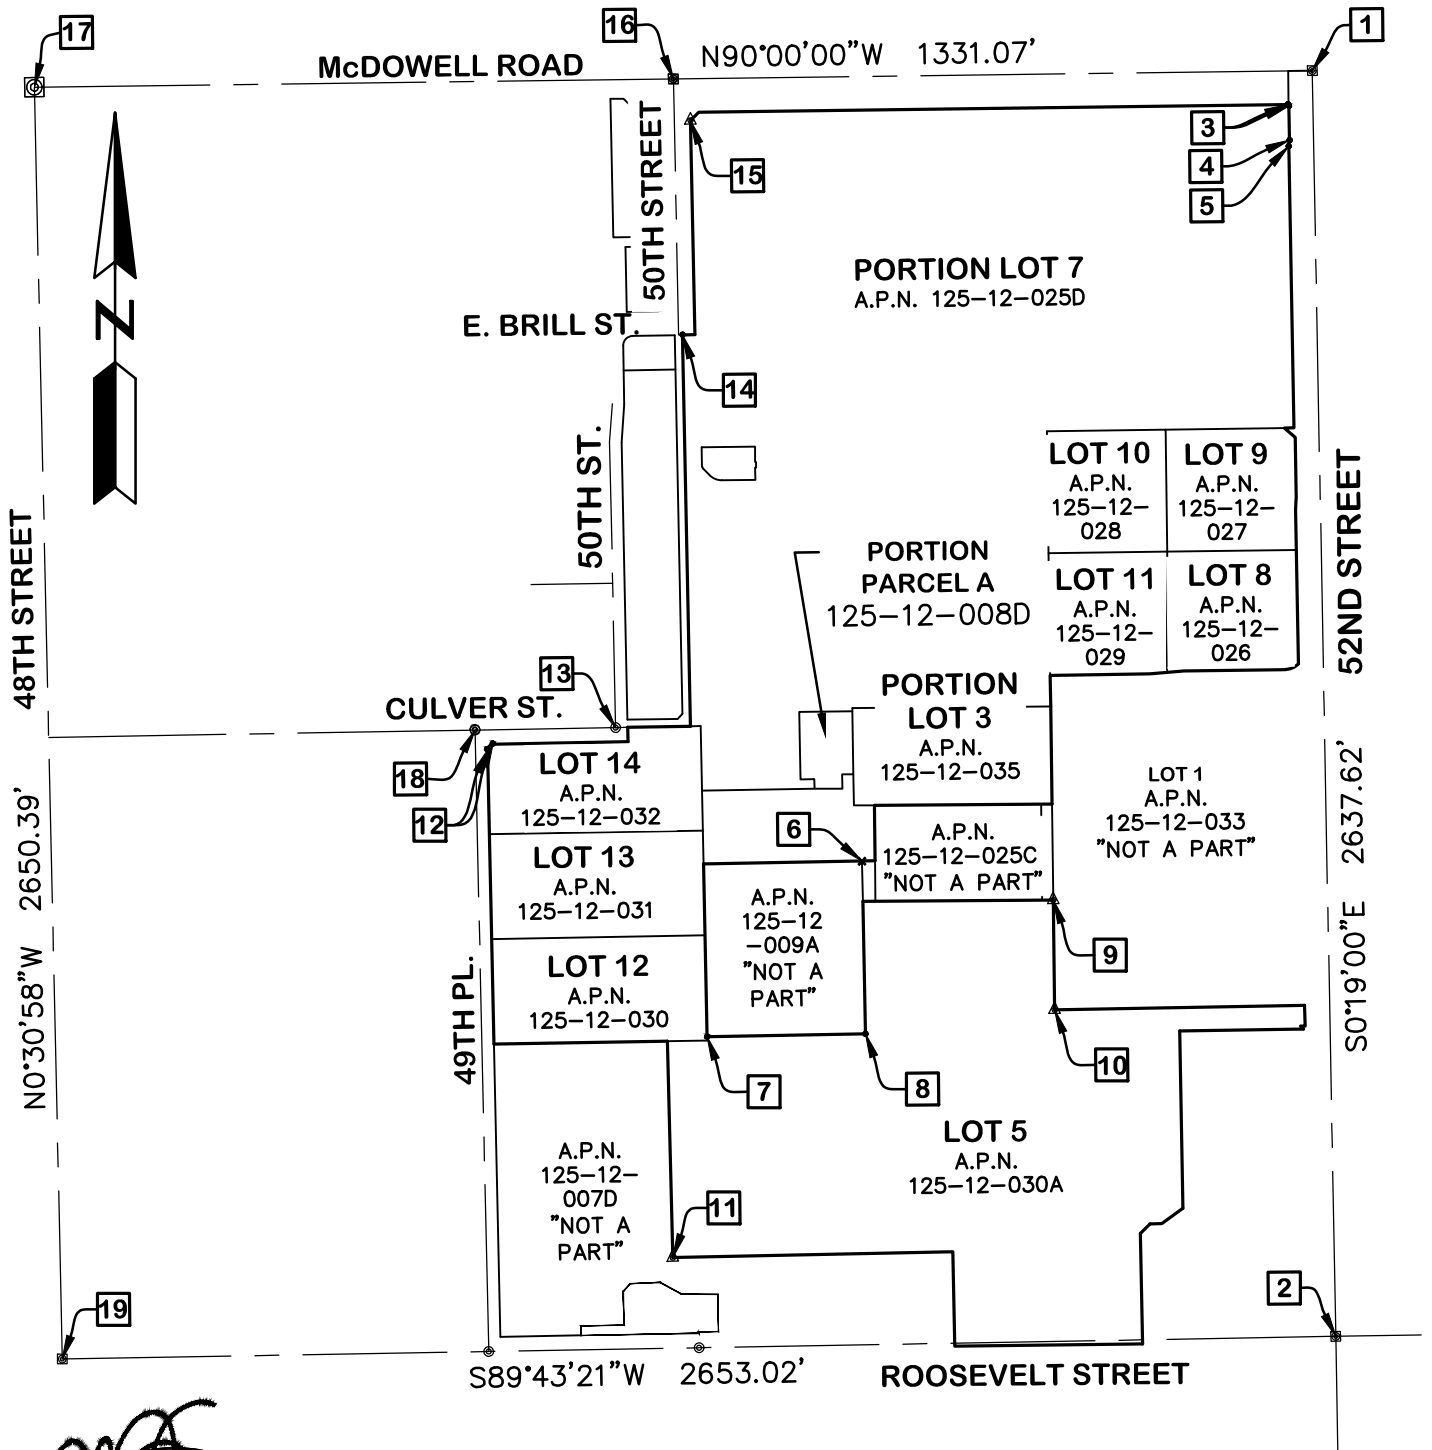 17
16
1
McDOWELL ROAD
N90°00'00"W 1331.07'
3
4
5
15
50TH STREET
PORTION LOT 7
A.P.N. 125-12-025D
N
E. BRILL ST.
14
50TH ST.
LOT 10
A.P.N.
125-12-
028
LOT 9
A.P.N.
125-12-
027
48TH STREET
52ND STREET
PORTION
PARCEL A
125-12-008D
LOT 11
A.P.N.
125-12-
029
LOT 8
A.P.N.
125-12-
026
13
CULVER ST.
PORTION
LOT 3
A.P.N.
125-12-035
18
12
LOT 14
A.P.N.
125-12-032
LOT 1
A.P.N.
125-12-033
"NOT A PART"
6
A.P.N.
125-12-025C
"NOT A PART"
N0°30'58"W 2650.39'
S0°19'00"E 2637.62'
LOT 13
A.P.N.
125-12-031
A.P.N.
125-12
-009A
"NOT A
PART"
9
LOT 12
A.P.N.
125-12-030
49TH PL.
7
8
10
LOT 5
A.P.N.
125-12-030A
A.P.N.
125-12-
007D
"NOT A
PART"
11
19
2
S89°43'21"W 2653.02'
ROOSEVELT STREET